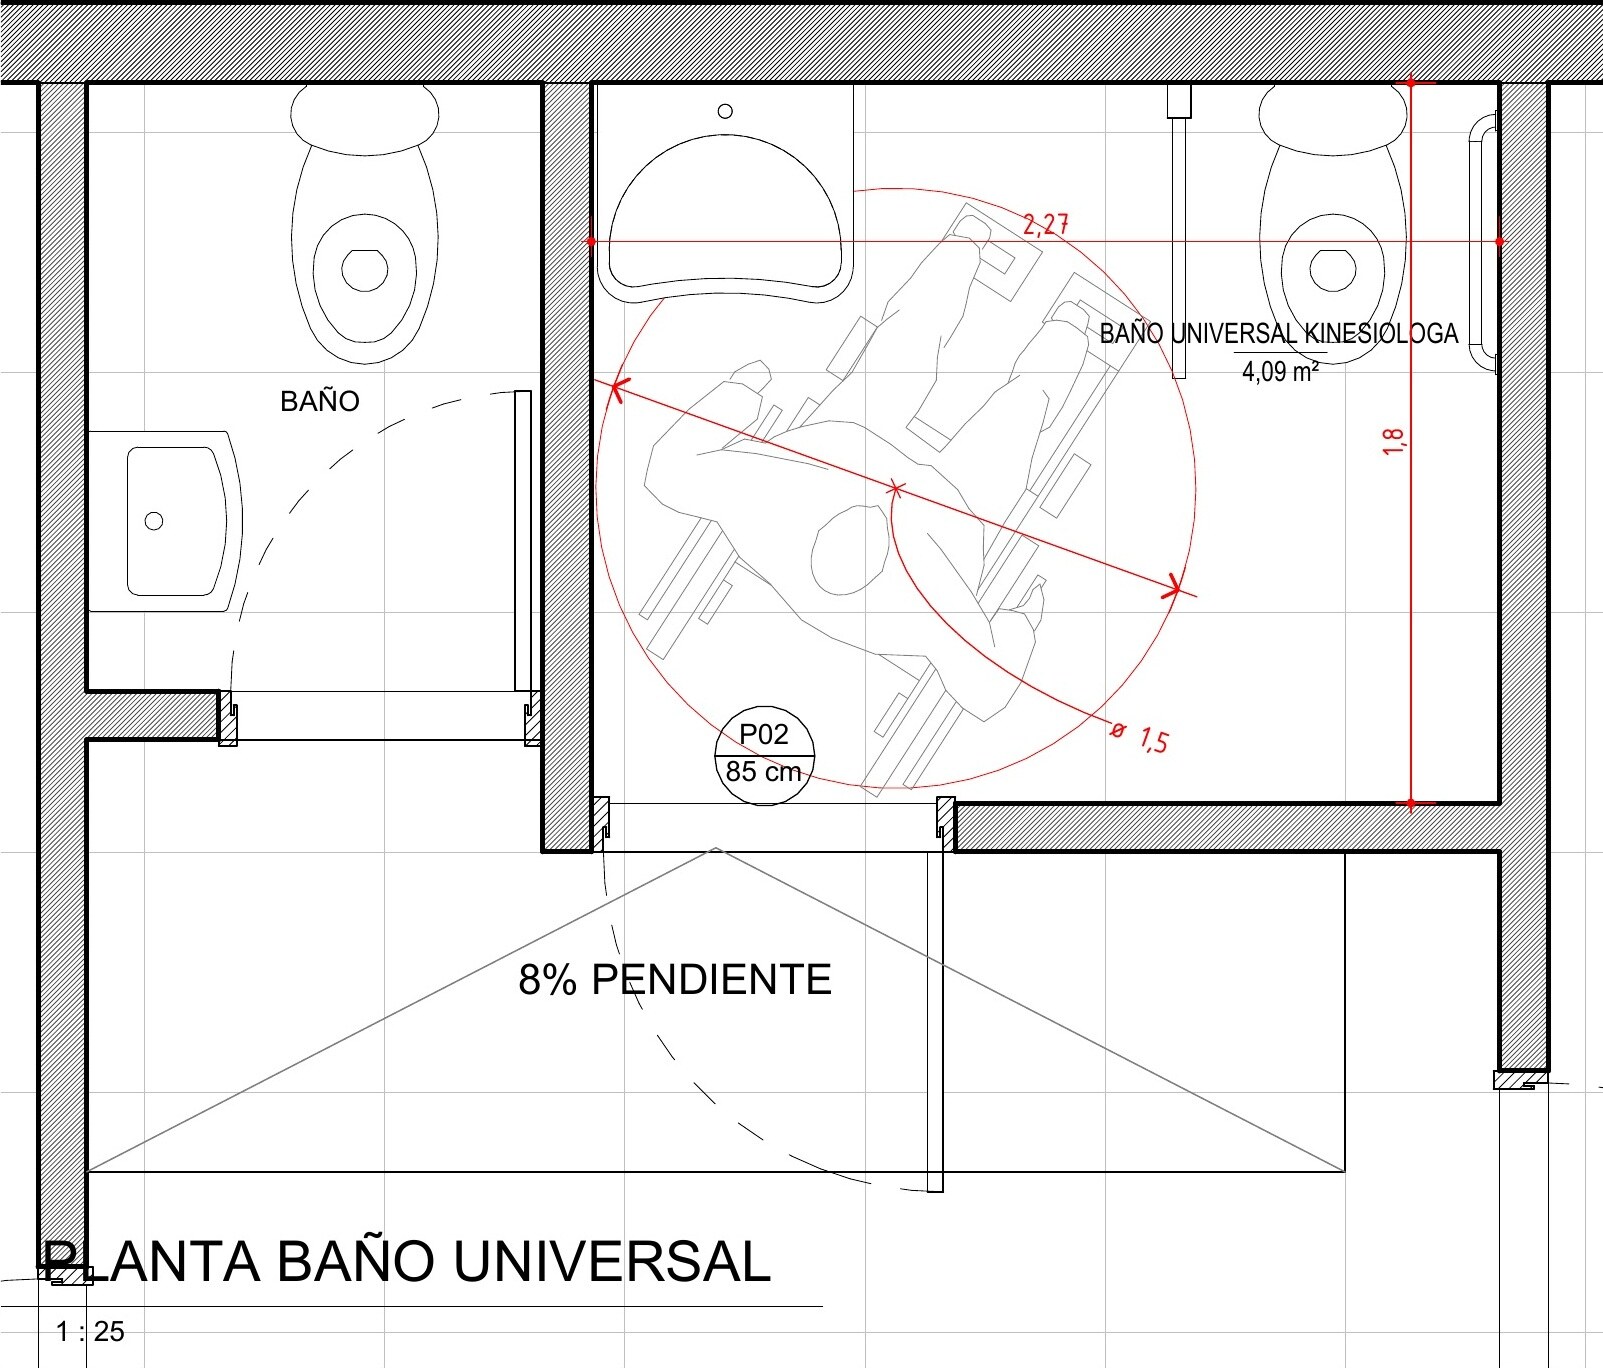 2,27
BAÑO UNIVERSAL KINESIOLOGA
4,09 m²
BAÑO
1,8
P02
85 cm
ø 1,5
8% PENDIENTE
PLANTA BAÑO UNIVERSAL
1 : 25